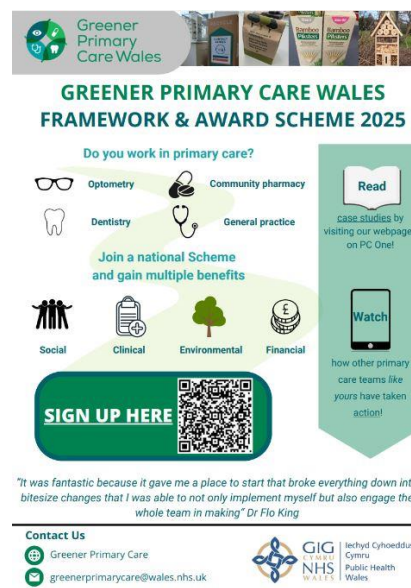 Greener
Primary
Care Wales
Bamboo
Plasters
Bamboo
Plasters
GREENER PRIMARY CARE WALES
FRAMEWORK & AWARD SCHEME 2025
Do you work in primary care?
Optometry
Community pharmacy
Dentistry
General practice
Join a national Scheme
and gain multiple benefits
Social
Clinical
Environmental
£
Financial
SIGN UP HERE
Read
case studies by
visiting our webpage
on PC One!
Watch
how other primary
care teams like
yours have taken
action!
"It was fantastic because it gave me a place to start that broke everything down int
bitesize changes that I was able to not only implement myself but also engage the
whole team in making" Dr Flo King
Contact Us
Greener Primary Care
greenerprimarycare@wales.nhs.uk
GIG
CYMRU
NHS
WALES
Iechyd Cyhoeddus
Cymru
Public Health
Wales